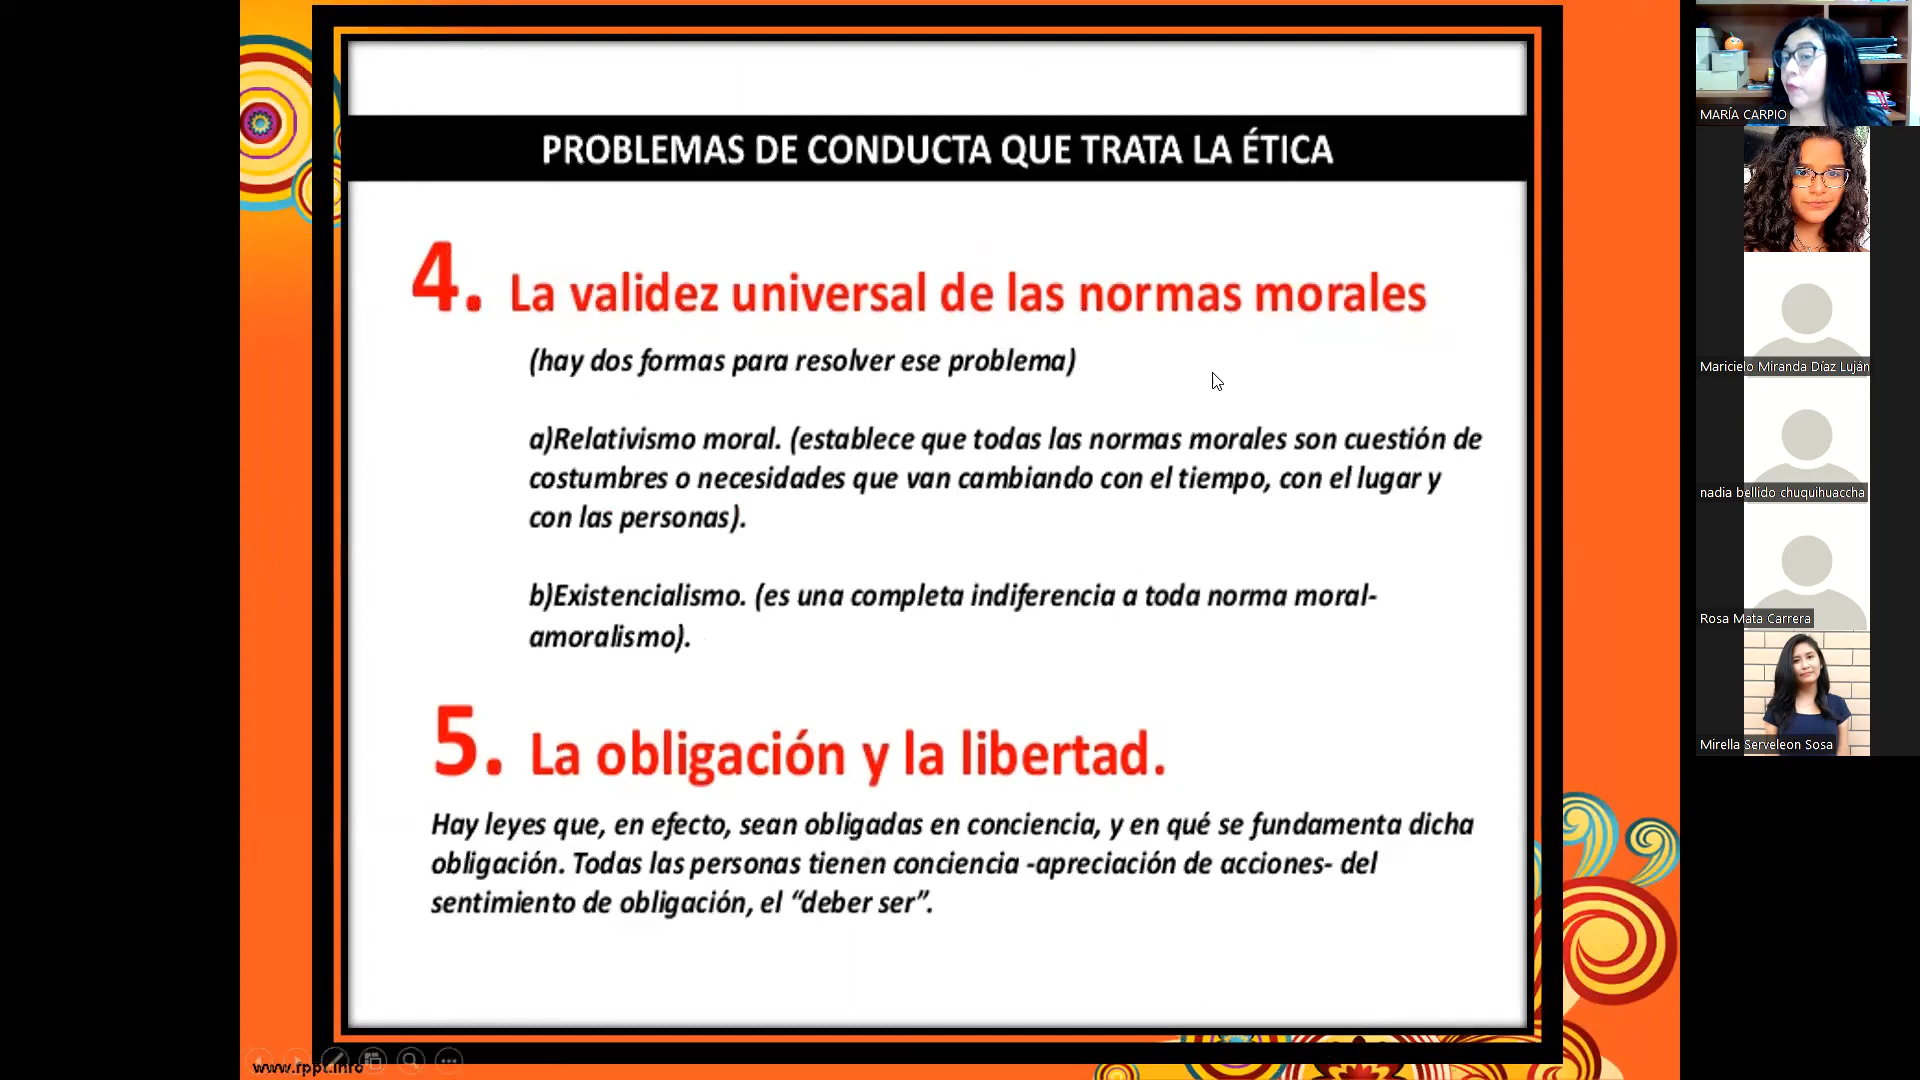 PROBLEMAS DE CONDUCTA QUE TRATA LA ÉTICA
4. La validez universal de las normas morales
(hay dos formas para resolver ese problema)
a)Relativismo moral. (establece que todas las normas morales son cuestión de
costumbres o necesidades que van cambiando con el tiempo, con el lugar y
con las personas).
b)Existencialismo. (es una completa indiferencia a toda norma moral-
amoralismo).
5. La obligación y la libertad.
Hay leyes que, en efecto, sean obligadas en conciencia, y en qué se fundamenta dicha
obligación. Todas las personas tienen conciencia -apreciación de acciones- del
sentimiento de obligación, el “deber ser”.
www.fppt.info
MARÍA CARPIO
Maricielo Miranda Díaz Luján
nadia bellido chuquihuaccha
Rosa Mata Carrera
Mirella Serveleon Sosa